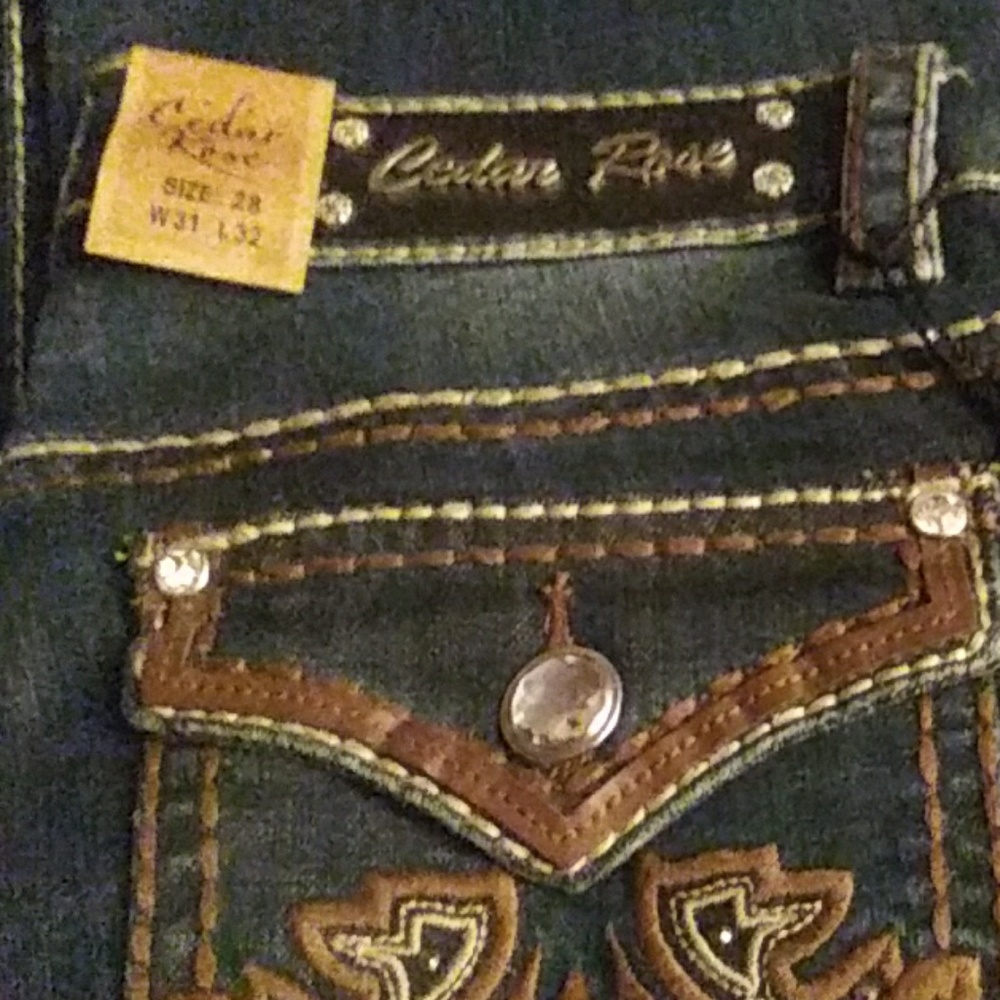 Cedar
Rose
SIZE 28
W31 L32
Cedar Rose